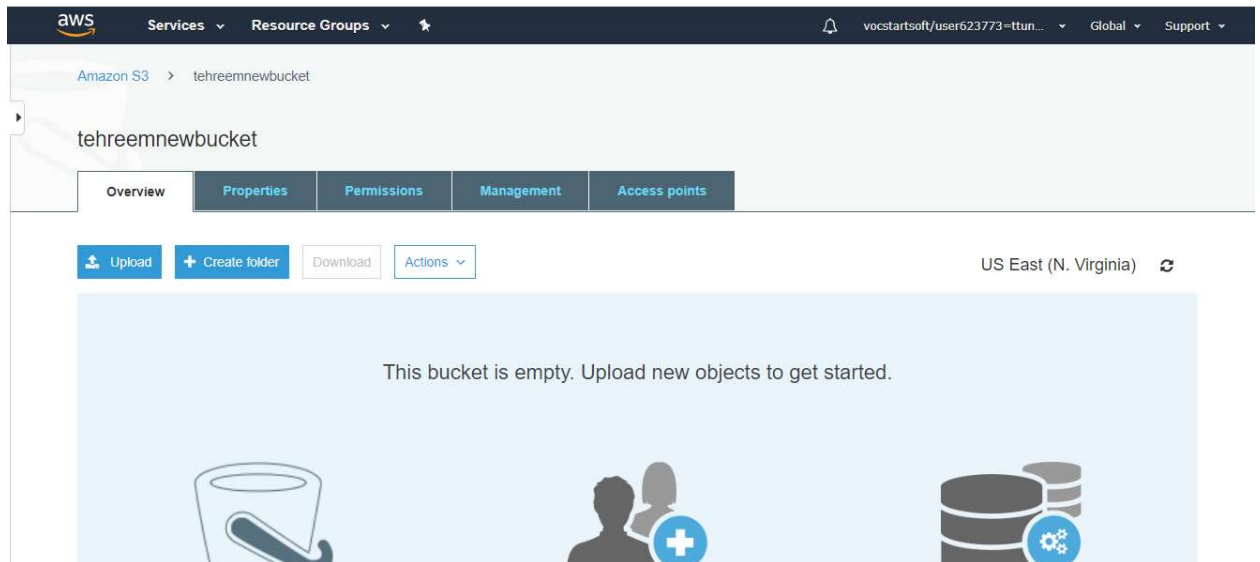 aws Services Resource Groups vocstartsoft/user623773=ttun... Global Support
Amazon S3 > tehreemnewbucket
tehreemnewbucket
Overview Properties Permissions Management Access points
Upload + Create folder Download Actions US East (N. Virginia)
This bucket is empty. Upload new objects to get started.